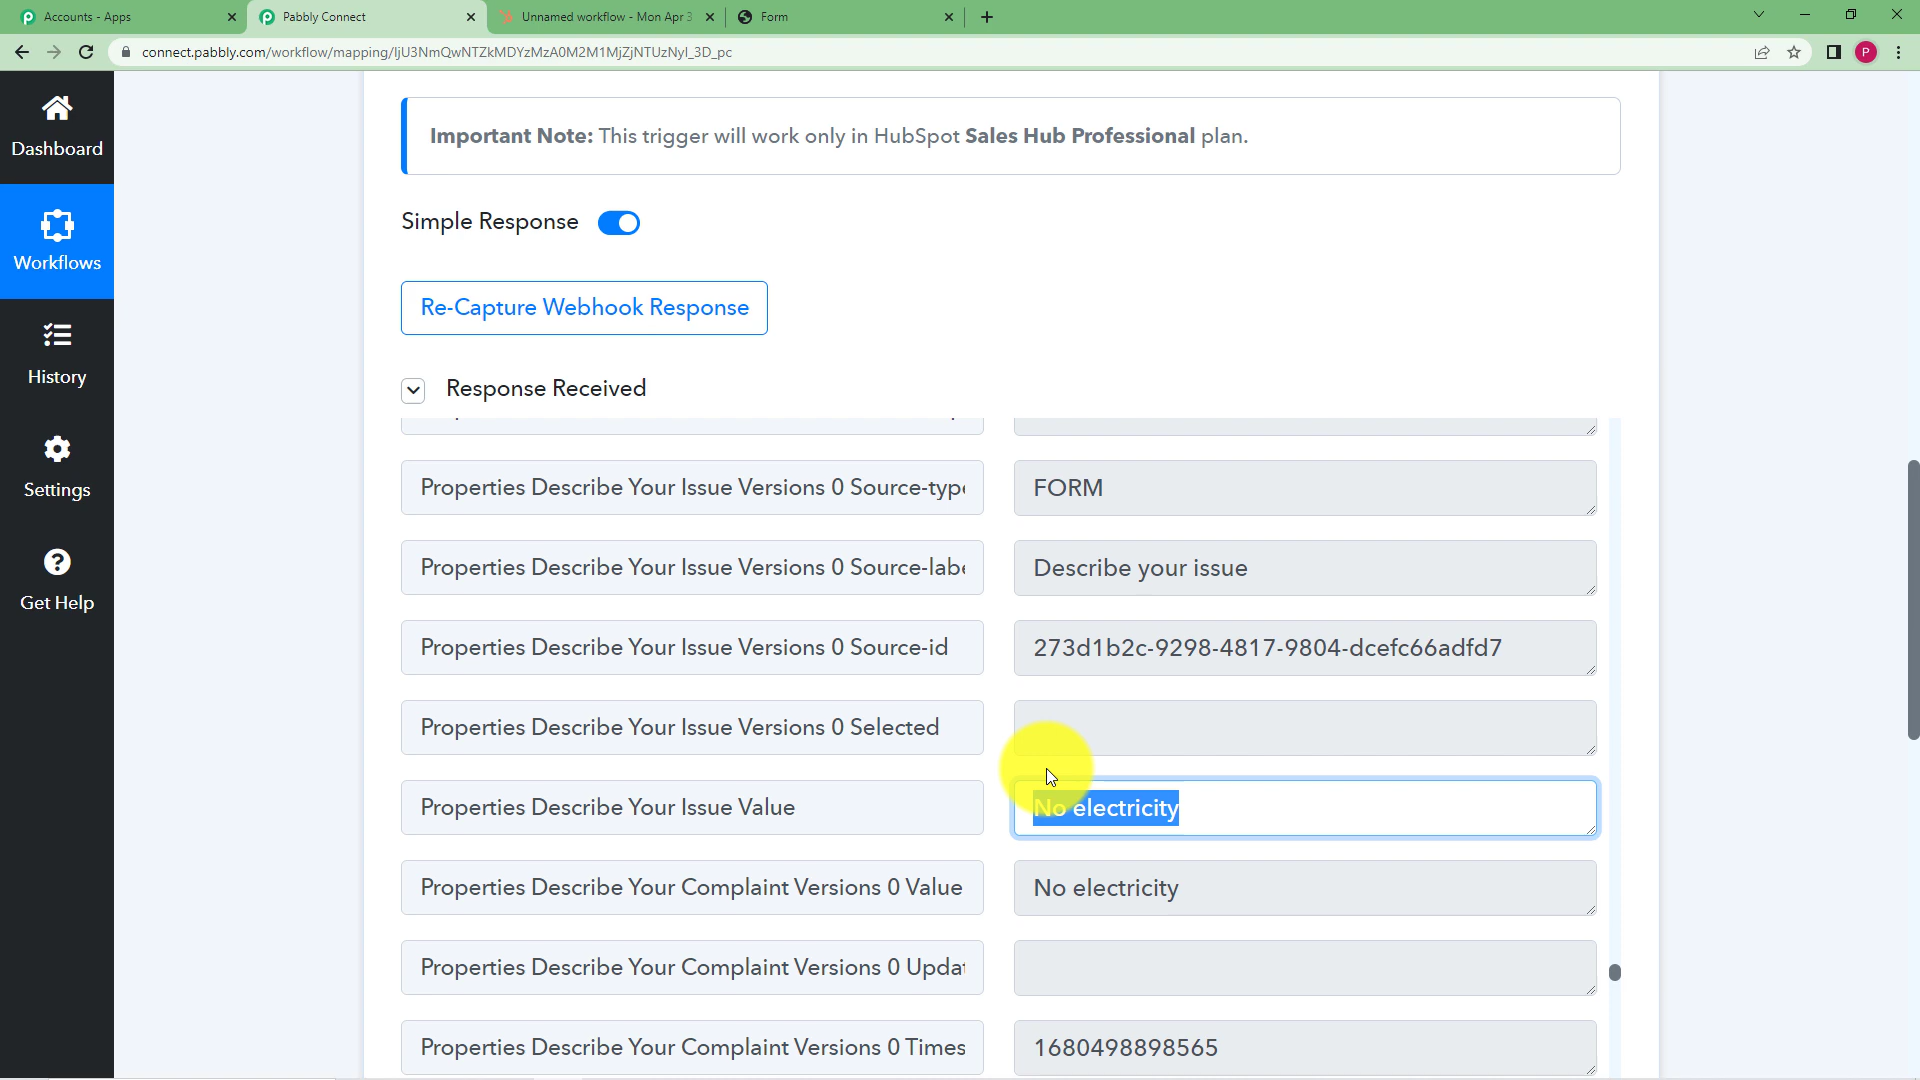 Accounts - Apps
Pabbly Connect
Unnamed workflow - Mon Apr 3
Form
connect.pabbly.com/workflow/mapping/IjU3NmQwNTZkMDYzMzA0M2M1MjZjNTUzNyI_3D_pc
P
Dashboard
Workflows
History
Settings
Get Help
Important Note: This trigger will work only in HubSpot Sales Hub Professional plan.
Simple Response
Re-Capture Webhook Response
Response Received
Properties Describe Your Issue Versions 0 Source-type
FORM
Properties Describe Your Issue Versions 0 Source-labe
Describe your issue
Properties Describe Your Issue Versions 0 Source-id
273d1b2c-9298-4817-9804-dcefc66adfd7
Properties Describe Your Issue Versions 0 Selected
Properties Describe Your Issue Value
No electricity
Properties Describe Your Complaint Versions 0 Value
No electricity
Properties Describe Your Complaint Versions 0 Updat
Properties Describe Your Complaint Versions 0 Times
1680498898565